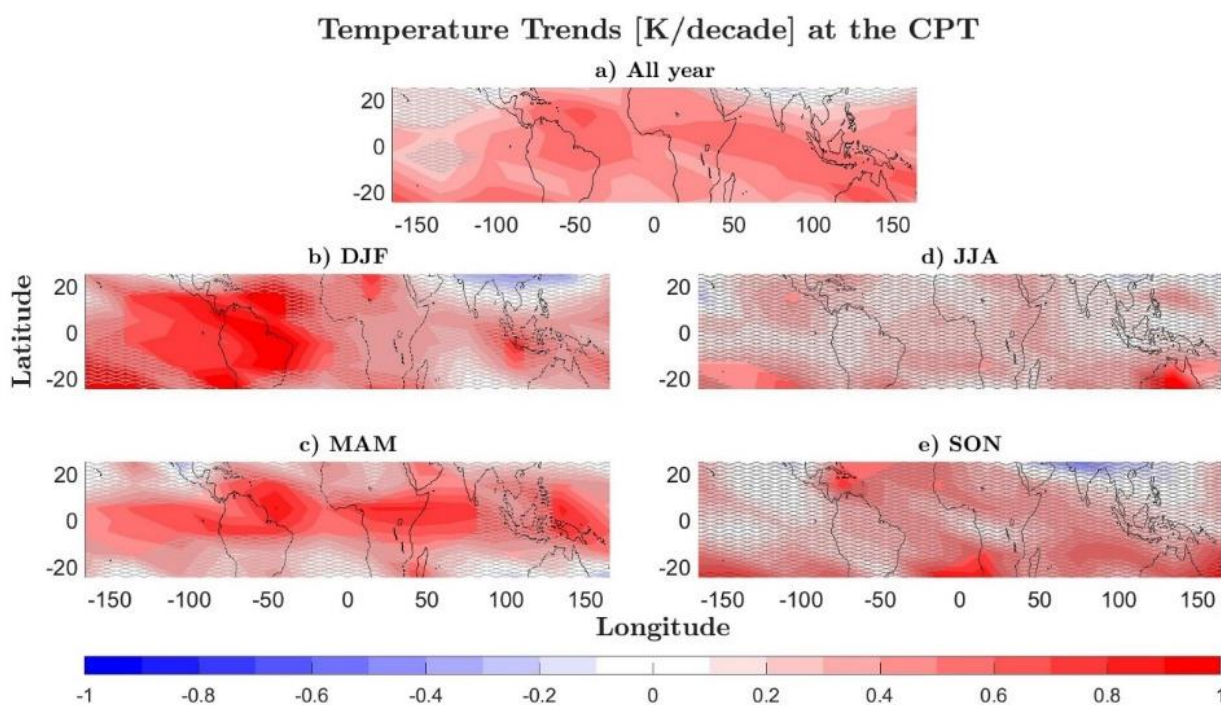 Temperature Trends [K/decade] at the CPT
a) All year
20
0
-20
-150 -100 -50 0 50 100 150
b) DJF
20
0
-20
d) JJA
20
0
-20
Latitude
c) MAM
20
0
-20
-150 -100 -50 0 50 100 150
e) SON
20
0
-20
-150 -100 -50 0 50 100 150
Longitude
-1 -0.8 -0.6 -0.4 -0.2 0 0.2 0.4 0.6 0.8 1